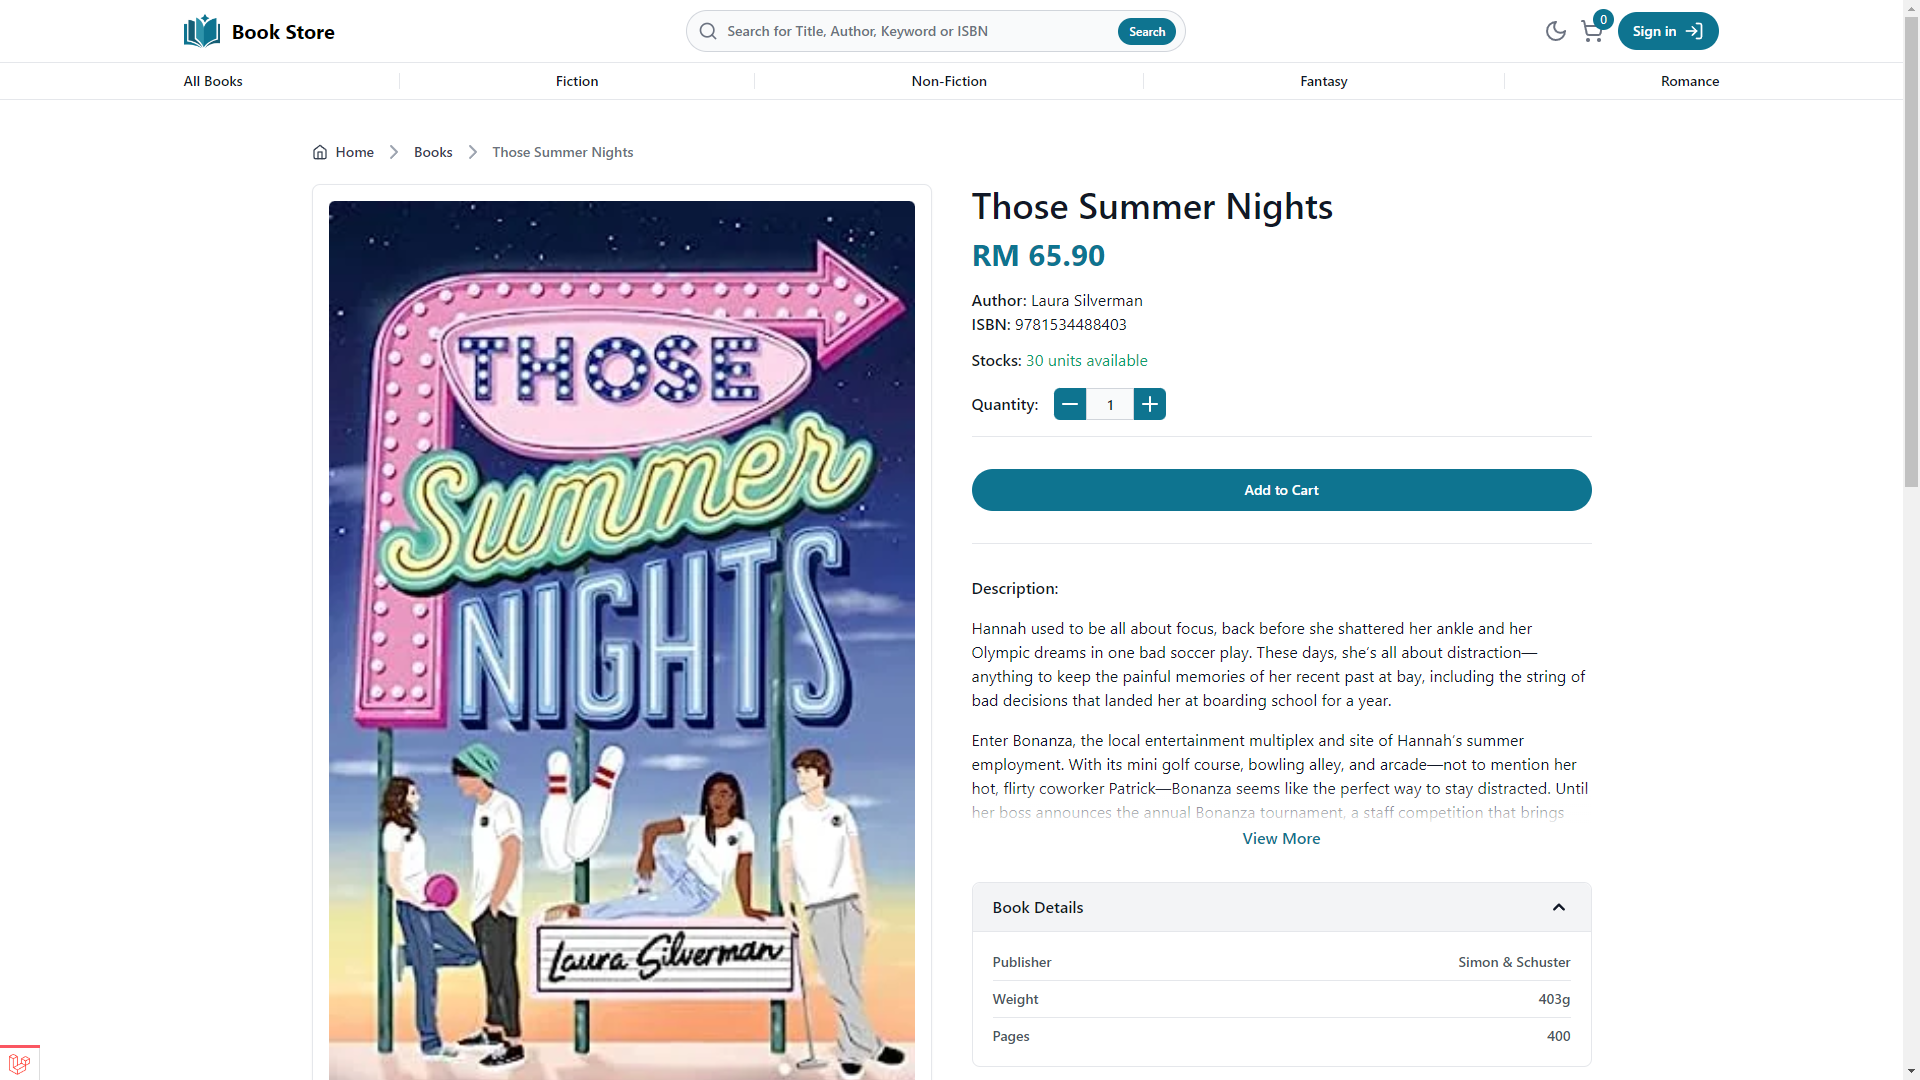 Book Store
Search for Title, Author, Keyword or ISBN
Search
0
Sign in
All Books
Fiction
Non-Fiction
Fantasy
Romance
Home
Books
Those Summer Nights
THOSE
Summer
NIGHTS
Laura Silverman
Those Summer Nights
RM 65.90
Author: Laura Silverman
ISBN: 9781534488403
Stocks: 30 units available
Quantity:
1
Add to Cart
Description:
Hannah used to be all about focus, back before she shattered her ankle and her
Olympic dreams in one bad soccer play. These days, she’s all about distraction—
anything to keep the painful memories of her recent past at bay, including the string of
bad decisions that landed her at boarding school for a year.
Enter Bonanza, the local entertainment multiplex and site of Hannah’s summer
employment. With its mini golf course, bowling alley, and arcade—not to mention her
hot, flirty coworker Patrick—Bonanza seems like the perfect way to stay distracted. Until
her boss announces the annual Bonanza tournament, a staff competition that brings
View More
Book Details
Publisher
Simon & Schuster
Weight
403g
Pages
400